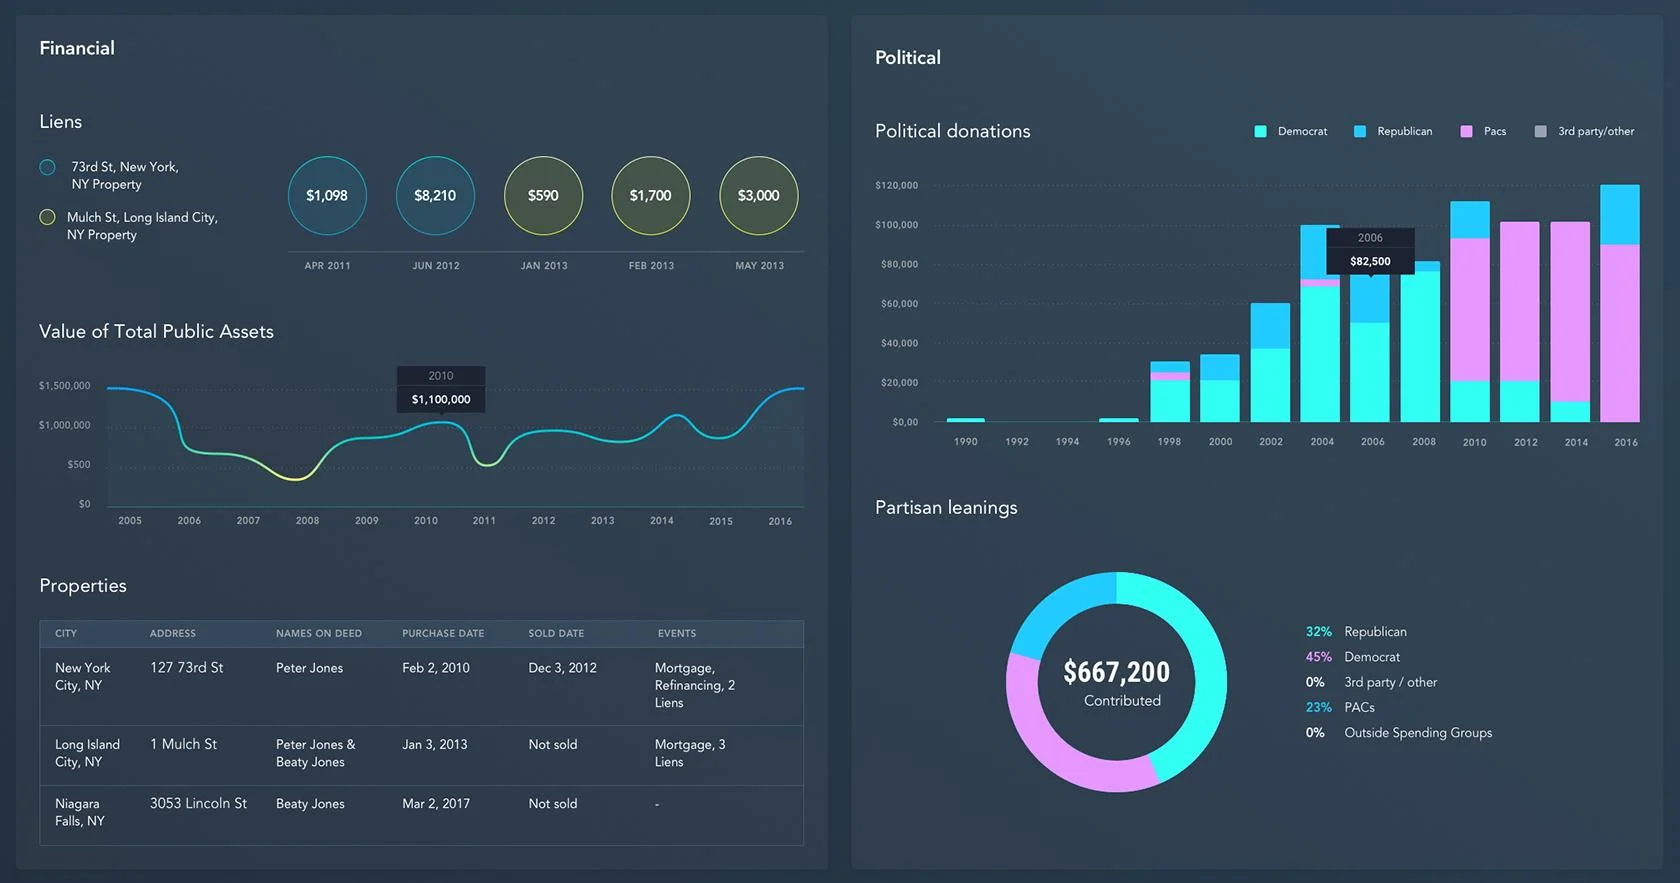 Financial
Liens
73rd St, New York,
NY Property
Mulch St, Long Island City,
NY Property
$1,098
$8,210
$590
$1,700
$3,000
APR 2011
JUN 2012
JAN 2013
FEB 2013
MAY 2013
Value of Total Public Assets
$1,500,000
$1,000,000
$500
$0
2010
$1,100,000
2005
2006
2007
2008
2009
2010
2011
2012
2013
2014
2015
2016
Properties
CITY
ADDRESS
NAMES ON DEED
PURCHASE DATE
SOLD DATE
EVENTS
New York
City, NY
127 73rd St
Peter Jones
Feb 2, 2010
Dec 3, 2012
Mortgage,
Refinancing, 2
Liens
Long Island
City, NY
1 Mulch St
Peter Jones &
Beaty Jones
Jan 3, 2013
Not sold
Mortgage, 3
Liens
Niagara
Falls, NY
3053 Lincoln St
Beaty Jones
Mar 2, 2017
Not sold
-
Political
Political donations
Democrat
Republican
Pacs
3rd party/other
$120,000
$100,000
$80,000
$60,000
$40,000
$20,000
$0,00
2006
$82,500
1990
1992
1994
1996
1998
2000
2002
2004
2006
2008
2010
2012
2014
2016
Partisan leanings
$667,200
Contributed
32% Republican
45% Democrat
0% 3rd party / other
23% PACs
0% Outside Spending Groups